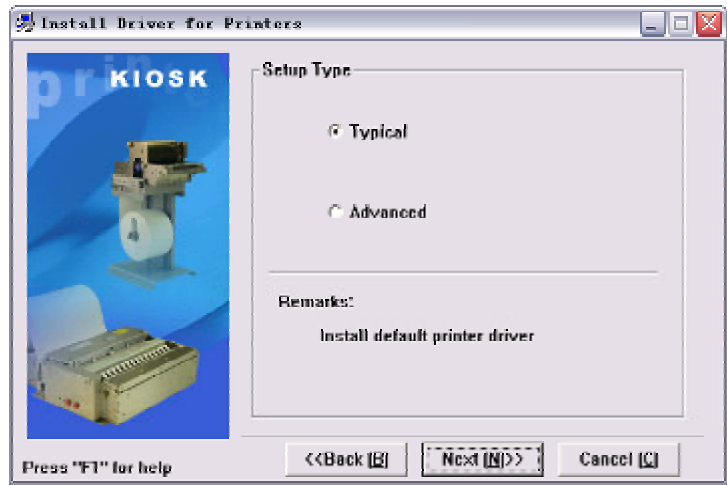 Install Driver for Printers
KIOSK
Setup Type
Typical
Advanced
Remarks:
Install default printer driver
Press "F1" for help
<<Back [B]
Next [N]>>
Cancel [C]